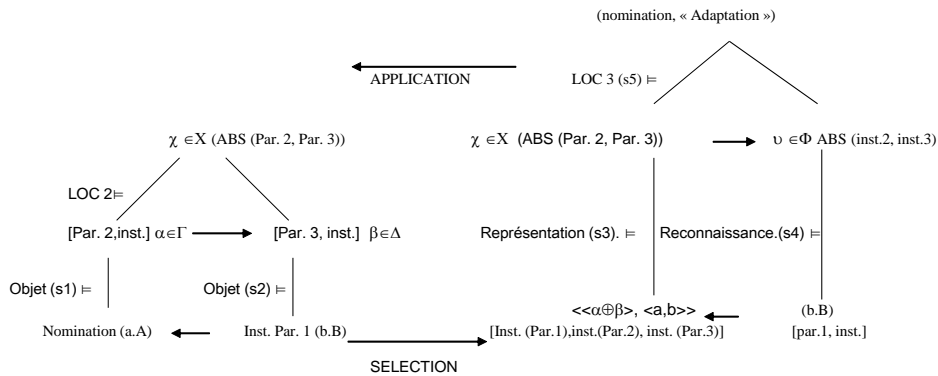 (nomination, « Adaptation »)
APPLICATION
LOC 3 (s5) ⊨
χ ∈Χ (ABS (Par. 2, Par. 3))
χ ∈Χ (ABS (Par. 2, Par. 3))
υ ∈Φ ABS (inst.2, inst.3)
LOC 2⊨
[Par. 2,inst.] α∈Γ
[Par. 3, inst.] β∈Δ
Représentation (s3). ⊨
Reconnaissance.(s4) ⊨
Objet (s1) ⊨
Objet (s2) ⊨
<<α⊕β>, <a,b>>
(b.B)
Nomination (a.A)
Inst. Par. 1 (b.B)
[Inst. (Par.1),inst.(Par.2), inst. (Par.3)]
[par.1, inst.]
SELECTION